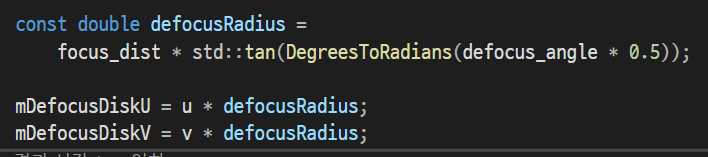 const double defocusRadius =
focus_dist * std::tan(DegreesToRadians(defocus_angle * 0.5));
mDefocusDiskU = u * defocusRadius;
mDefocusDiskV = v * defocusRadius;